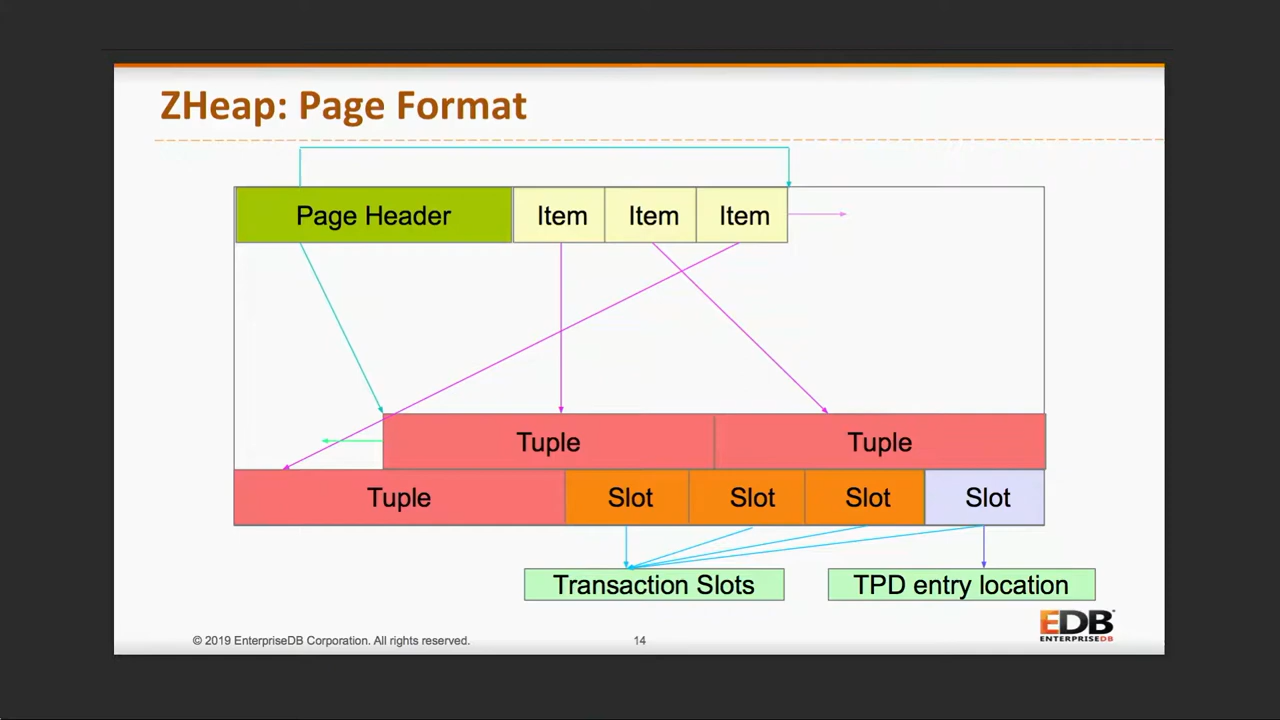 ZHeap: Page Format
Page Header Item Item Item
Tuple Tuple
Tuple Slot Slot Slot Slot
Transaction Slots TPD entry location
© 2019 EnterpriseDB Corporation. All rights reserved. 14
EDB
ENTERPRISEDB